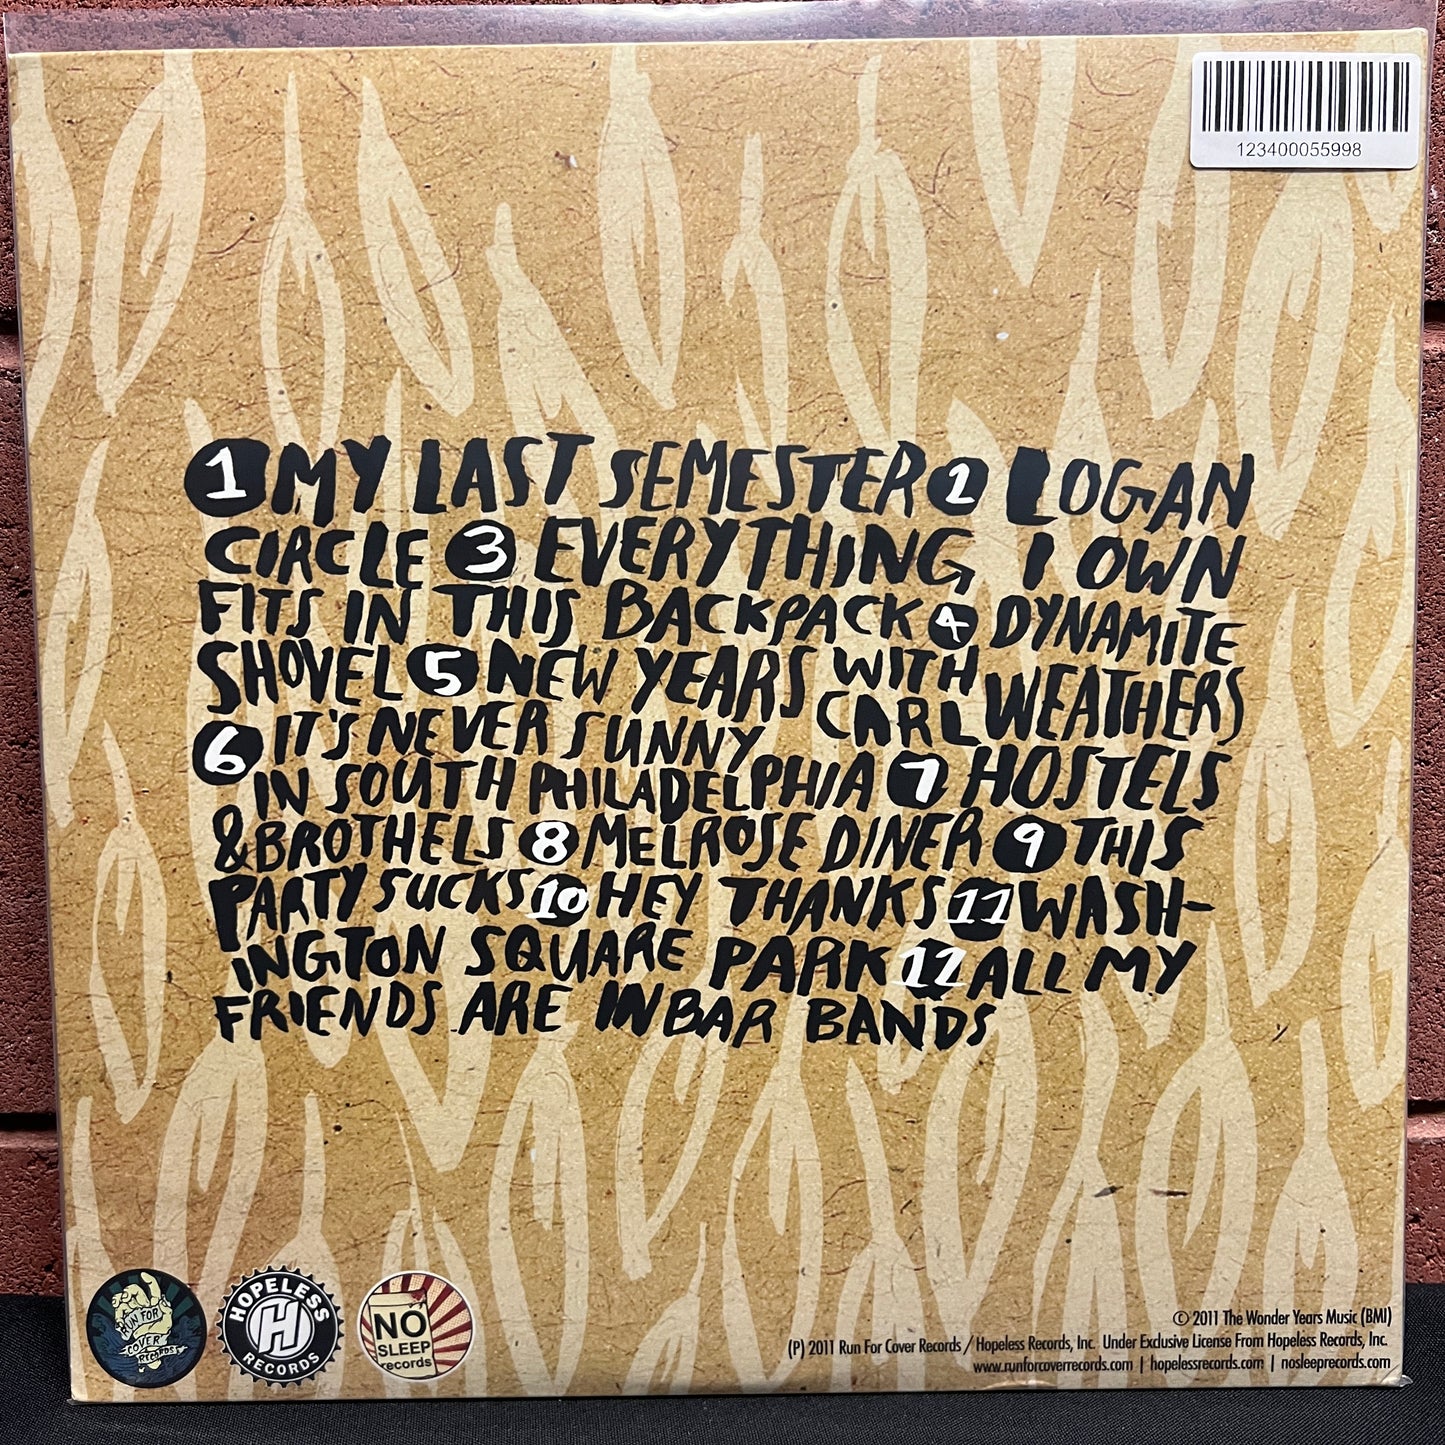 123400055998
1 MY LAST SEMESTER 2 LOGAN
CIRCLE 3 EVERYTHING I OWN
FITS IN THIS BACKPACK 4 DYNAMITE
SHOVEL 5 NEW YEARS WITH
CARL WEATHERS
6 IT'S NEVER SUNNY
IN SOUTH PHILADELPHIA 7 HOSTELS
& BROTHELS 8 MELROSE DINER 9 THIS
PARTY SUCKS 10 HEY THANKS 11 WASH-
INGTON SQUARE PARK 12 ALL MY
FRIENDS ARE IN BAR BANDS
RUN FOR
COVER
RECORDS
HOPELESS
H
RECORDS
NO
SLEEP
records
© 2011 The Wonder Years Music (BMI)
(P) 2011 Run For Cover Records / Hopeless Records, Inc. Under Exclusive License From Hopeless Records, Inc.
www.runforcoverrecords.com | hopelessrecords.com | nosleeprecords.com